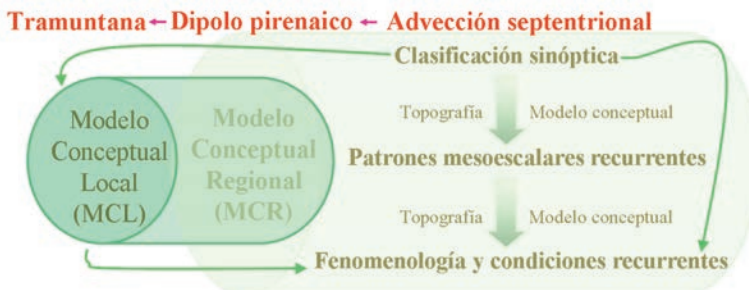 Tramuntana ← Dipolo pirenaico ← Advección septentrional
Clasificación sinóptica
Topografía Modelo conceptual
Patrones mesoescalares recurrentes
Topografía Modelo conceptual
Fenomenología y condiciones recurrentes
Modelo
Conceptual
Local
(MCL)
Modelo
Conceptual
Regional
(MCR)